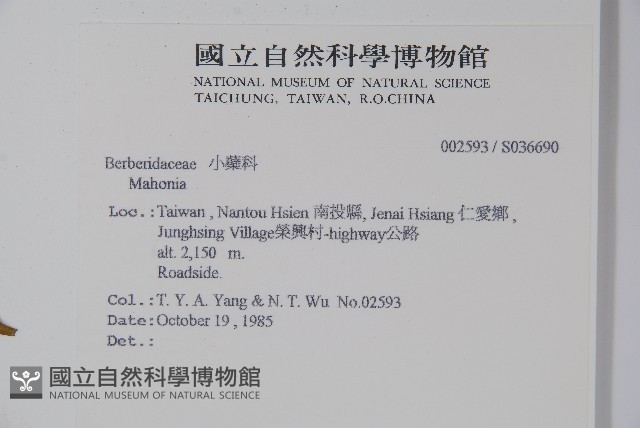 國立自然科學博物館
NATIONAL MUSEUM OF NATURAL SCIENCE
TAICHUNG, TAIWAN, R.O.CHINA
002593 / S036690
Berberidaceae 小蘗科
Mahonia
Loc.:Taiwan , Nantou Hsien 南投縣, Jenai Hsiang 仁愛鄉 ,
Junghsing Village榮興村-highway公路
alt. 2,150 m.
Roadside.
Col.:T. Y. A. Yang & N. T. Wu No.02593
Date:October 19 , 1985
Det.:
國立自然科學博物館
NATIONAL MUSEUM OF NATURAL SCIENCE